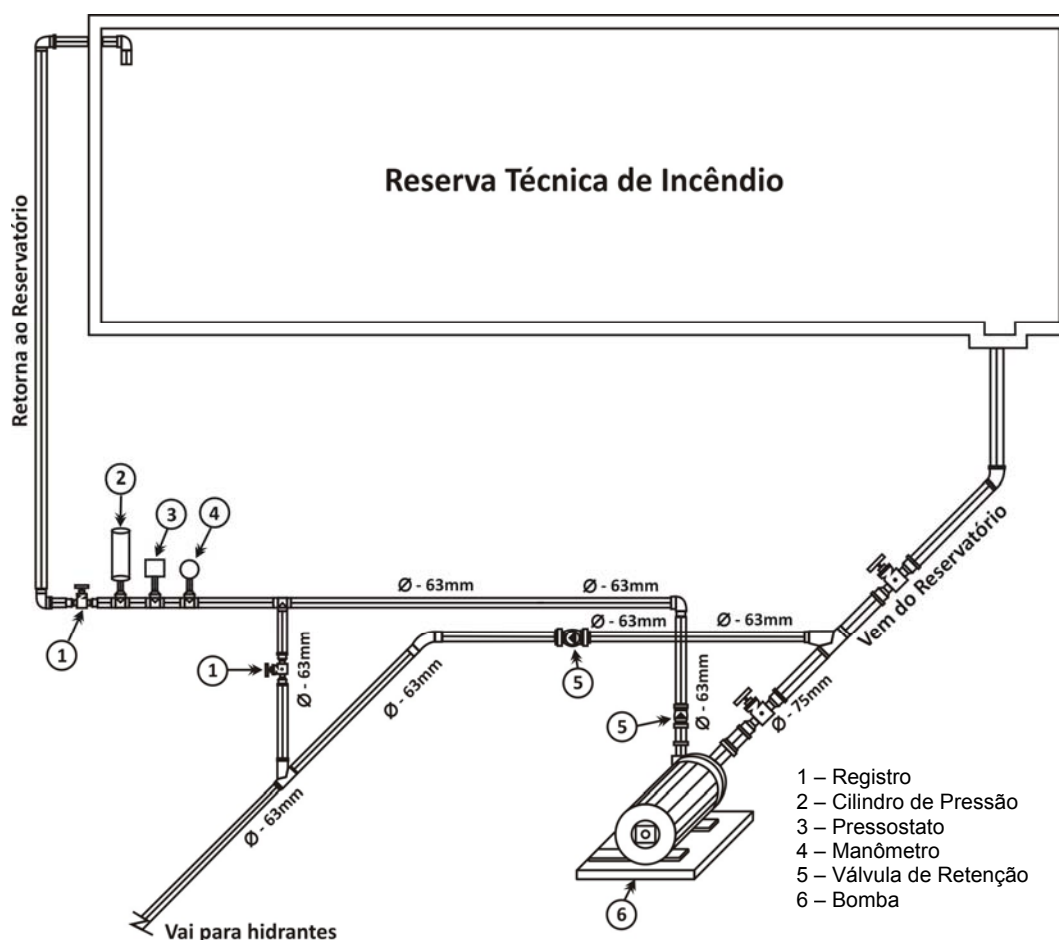 Reserva Técnica de Incêndio
Retorna ao Reservatório
2
3
4
Ø - 63mm
Ø - 63mm
Ø - 63mm
Ø - 63mm
Vem do Reservatório
1
1
Ø - 63mm
Ø - 63mm
5
5
Ø - 63mm
Ø - 75mm
Ø - 63mm
6
Vai para hidrantes
1 – Registro
2 – Cilindro de Pressão
3 – Pressostato
4 – Manômetro
5 – Válvula de Retenção
6 – Bomba